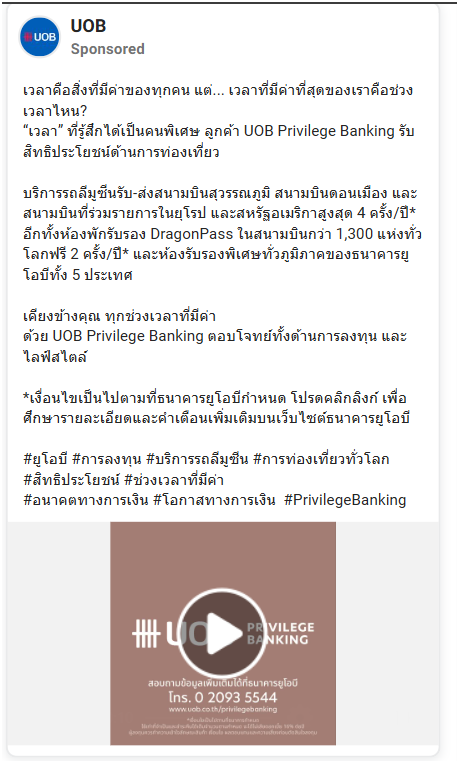 UOB
UOB
Sponsored
เวลาคือสิ่งที่มีค่าของทุกคน แต่... เวลาที่มีค่าที่สุดของเราคือช่วง
เวลาไหน?
“เวลา” ที่รู้สึกได้เป็นคนพิเศษ ลูกค้า UOB Privilege Banking รับ
สิทธิประโยชน์ด้านการท่องเที่ยว
บริการรถลีมูซีนรับ-ส่งสนามบินสุวรรณภูมิ สนามบินดอนเมือง และ
สนามบินที่ร่วมรายการในยุโรป และสหรัฐอเมริกาสูงสุด 4 ครั้ง/ปี*
อีกทั้งห้องพักรับรอง DragonPass ในสนามบินกว่า 1,300 แห่งทั่ว
โลกฟรี 2 ครั้ง/ปี* และห้องรับรองพิเศษทั่วภูมิภาคของธนาคารยู
โอบีทั้ง 5 ประเทศ
เคียงข้างคุณ ทุกช่วงเวลาที่มีค่า
ด้วย UOB Privilege Banking ตอบโจทย์ทั้งด้านการลงทุน และ
ไลฟ์สไตล์
*เงื่อนไขเป็นไปตามที่ธนาคารยูโอบีกำหนด โปรดคลิกลิงก์ เพื่อ
ศึกษารายละเอียดและคำเตือนเพิ่มเติมบนเว็บไซต์ธนาคารยูโอบี
#ยูโอบี #การลงทุน #บริการรถลีมูซีน #การท่องเที่ยวทั่วโลก
#สิทธิประโยชน์ #ช่วงเวลาที่มีค่า
#อนาคตทางการเงิน #โอกาสทางการเงิน #PrivilegeBanking
UOB PRIVILEGE
BANKING
สอบถามข้อมูลเพิ่มเติมได้ที่ธนาคารยูโอบี
โทร. 0 2093 5544
www.uob.co.th/privilegebanking